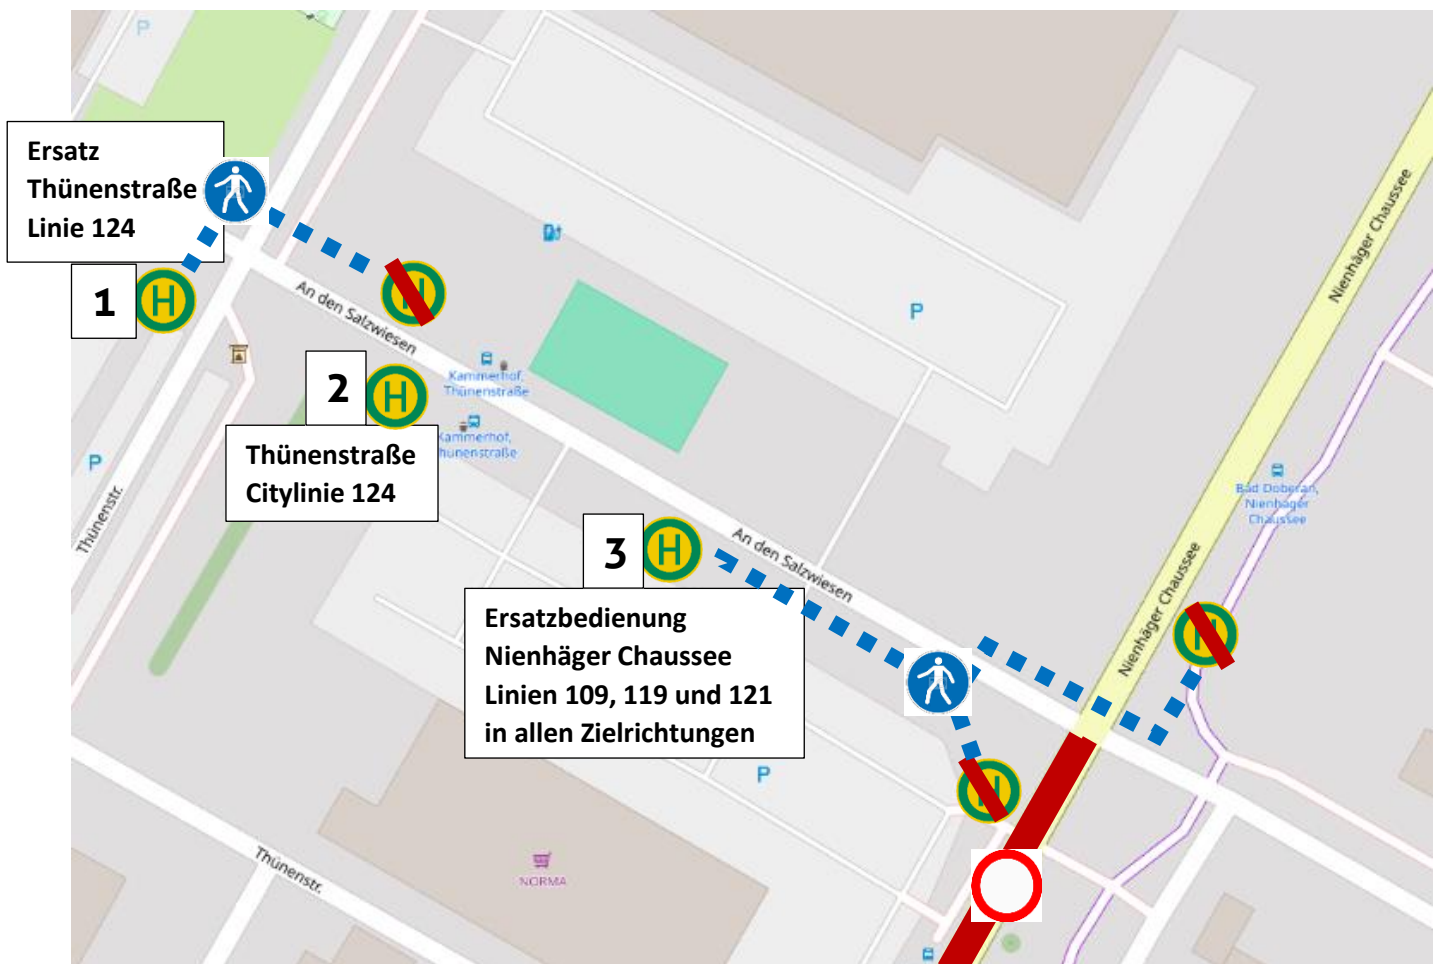 P
Ersatz
Thünenstraße
Linie 124
1
H
H
An den Salzwiesen
2
H
Kammerhof,
Thünenstraße
Kammerhof,
Thünenstraße
Thünenstraße
Citylinie 124
P
P
Thünenstr.
Nienhäger Chaussee
Bad Doberan,
Nienhäger
Chaussee
3
H
An den Salzwiesen
Nienhäger Chaussee
H
Ersatzbedienung
Nienhäger Chaussee
Linien 109, 119 und 121
in allen Zielrichtungen
P
H
Thünenstr.
NORMA